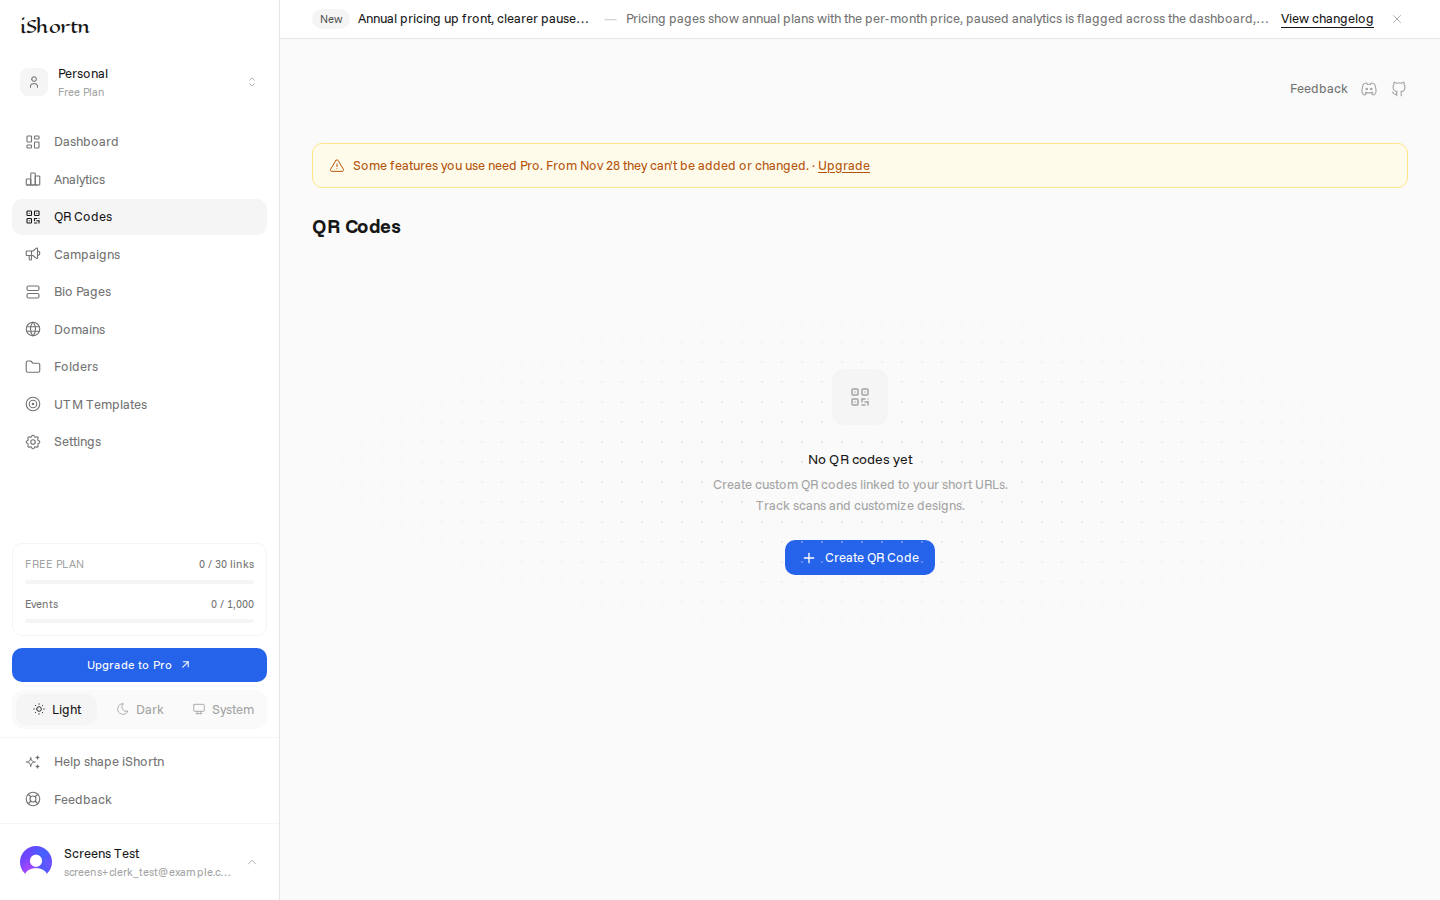 iShortn
Personal
Free Plan
Dashboard
Analytics
QR Codes
Campaigns
Bio Pages
Domains
Folders
UTM Templates
Settings
FREE PLAN 0 / 30 links
Events 0 / 1,000
Upgrade to Pro
Light Dark System
Help shape iShortn
Feedback
Screens Test
screens+clerk_test@example.c...
New Annual pricing up front, clearer pause... — Pricing pages show annual plans with the per-month price, paused analytics is flagged across the dashboard,... View changelog
Feedback
Some features you use need Pro. From Nov 28 they can't be added or changed. · Upgrade
QR Codes
No QR codes yet
Create custom QR codes linked to your short URLs.
Track scans and customize designs.
Create QR Code